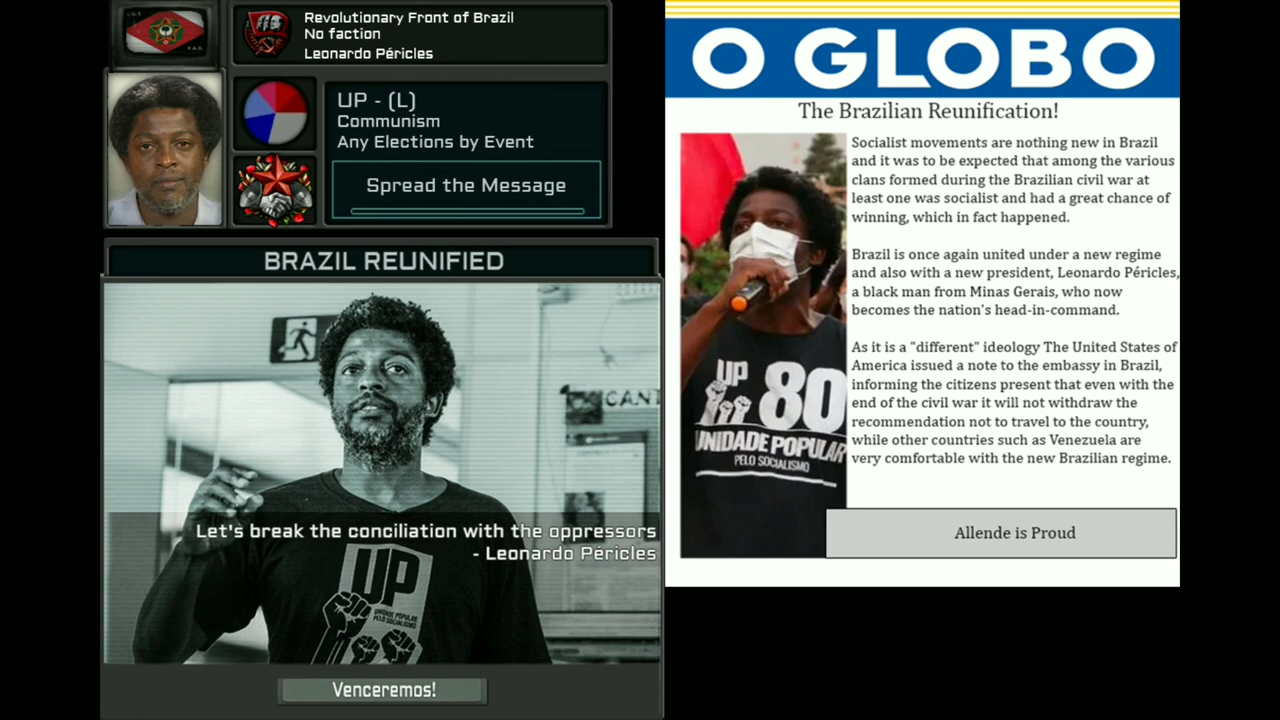 Revolutionary Front of Brazil
No faction
Leonardo Péricles
UP - (L)
Communism
Any Elections by Event
Spread the Message
BRAZIL REUNIFIED
CANT
UP
UNIDADE POPULAR
PELO SOCIALISMO
Let's break the conciliation with the oppressors
- Leonardo Péricles
Venceremos!
O GLOBO
The Brazilian Reunification!
Socialist movements are nothing new in Brazil
and it was to be expected that among the various
clans formed during the Brazilian civil war at
least one was socialist and had a great chance of
winning, which in fact happened.
Brazil is once again united under a new regime
and also with a new president, Leonardo Péricles,
a black man from Minas Gerais, who now
becomes the nation's head-in-command.
As it is a "different" ideology The United States of
America issued a note to the embassy in Brazil,
informing the citizens present that even with the
end of the civil war it will not withdraw the
recommendation not to travel to the country,
while other countries such as Venezuela are
very comfortable with the new Brazilian regime.
UP 80
UNIDADE POPULAR
PELO SOCIALISMO
Allende is Proud